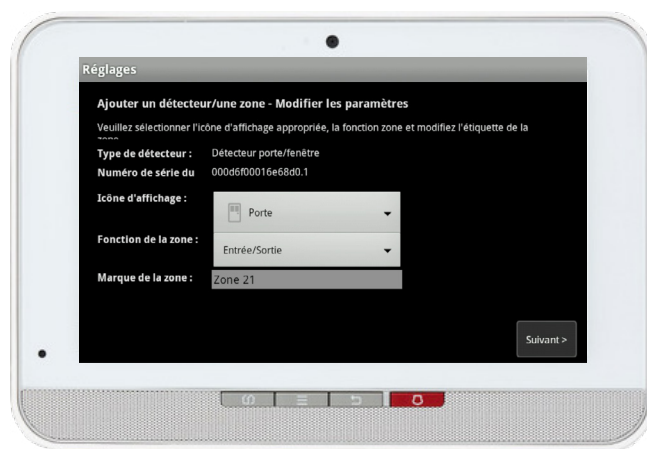 Réglages
Ajouter un détecteur/une zone - Modifier les paramètres
Veuillez sélectionner l'icône d'affichage appropriée, la fonction zone et modifiez l'étiquette de la
zone
Type de détecteur : Détecteur porte/fenêtre
Numéro de série du 000d6f00016e68d0.1
Icône d'affichage : Porte
Fonction de la zone : Entrée/Sortie
Marque de la zone : Zone 21
Suivant >